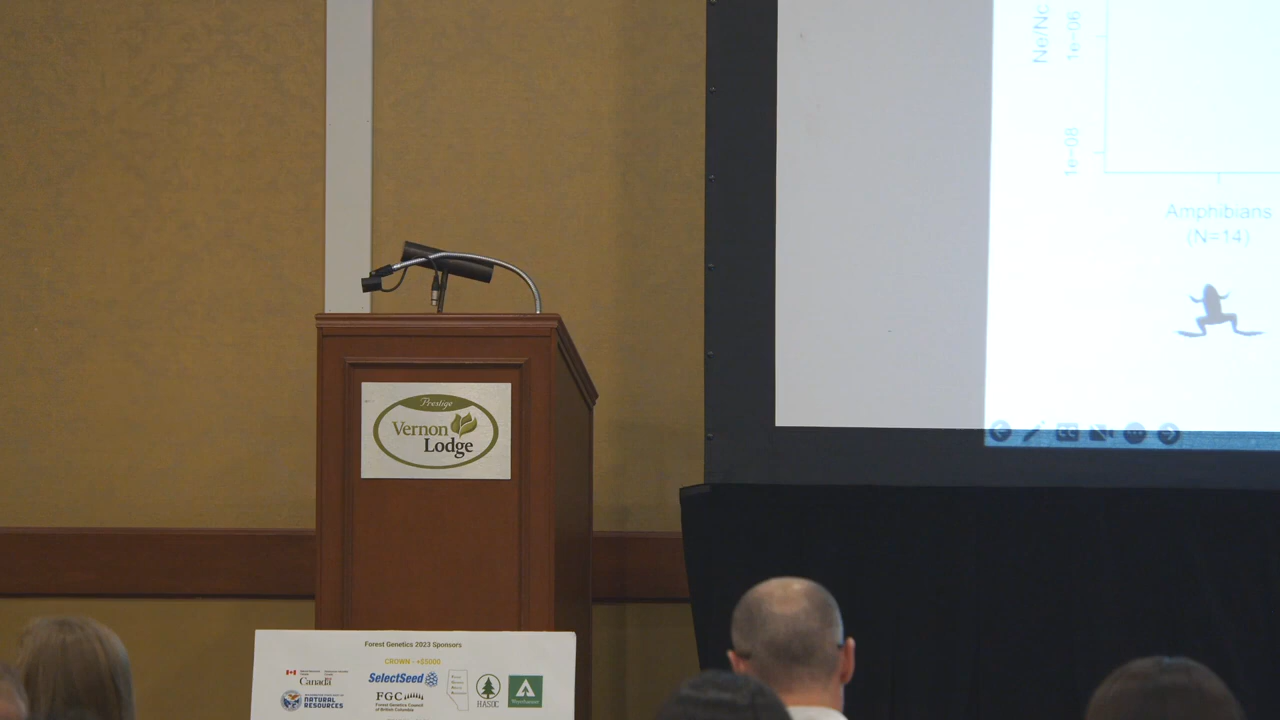 Prestige
Vernon
Lodge
Ne/Nc
1e-06
1e-08
Amphibians
(N=14)
Forest Genetics 2023 Sponsors
CROWN - +$5000
Canada
SelectSeed
NATURAL
RESOURCES
FGC
Forest Genetics Council
of British Columbia
HASOC
Weyerhaeuser